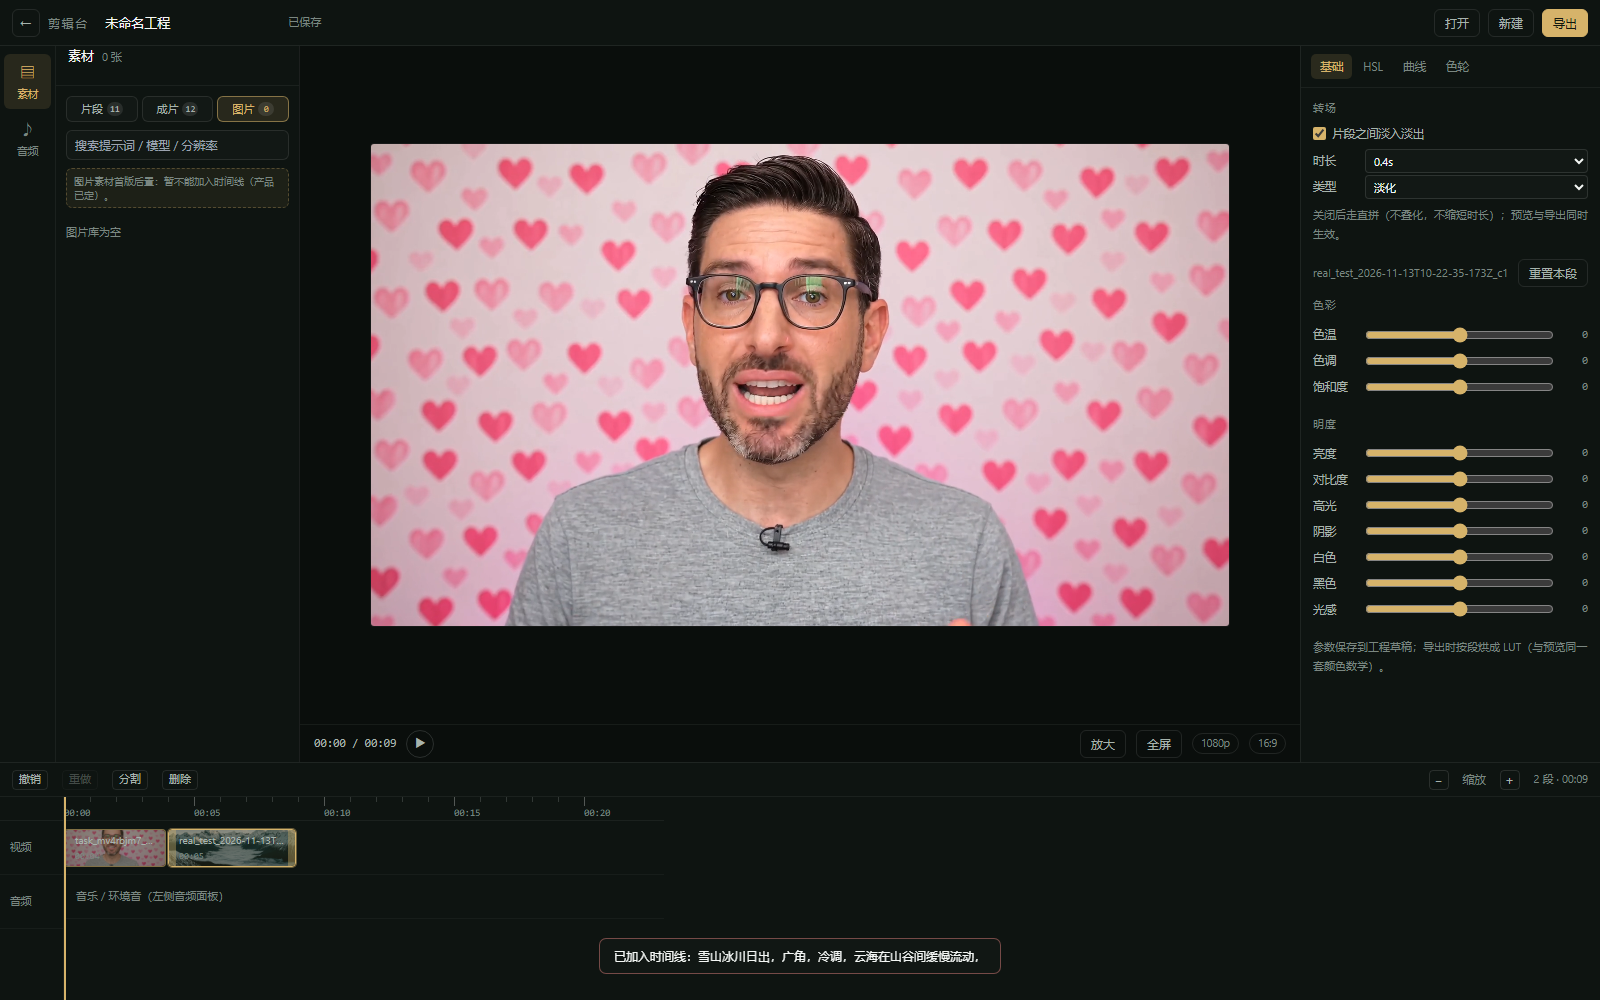 ← 剪辑台 未命名工程 已保存 打开 新建 导出
素材
音频
素材 0 张
片段 11 成片 12 图片 0
搜索提示词 / 模型 / 分辨率
图片素材首版后置：暂不能加入时间线（产品
已定）。
图片库为空
00:00 / 00:09 放大 全屏 1080p 16:9
基础 HSL 曲线 色轮
转场
片段之间淡入淡出
时长 0.4s
类型 淡化
关闭后走直拼（不叠化，不缩短时长）；预览与导出同时
生效。
real_test_2026-11-13T10-22-35-173Z_c1 重置本段
色彩
色温 0
色调 0
饱和度 0
明度
亮度 0
对比度 0
高光 0
阴影 0
白色 0
黑色 0
光感 0
参数保存到工程草稿；导出时按段烘成 LUT（与预览同一
套颜色数学）。
撤销 重做 分割 删除 − 缩放 + 2 段 · 00:09
00:00 00:05 00:10 00:15 00:20
视频 task_mv4rbjm7_... real_test_2026-11-13T...
00:05
音频 音乐 / 环境音（左侧音频面板）
已加入时间线：雪山冰川日出，广角，冷调，云海在山谷间缓慢流动，